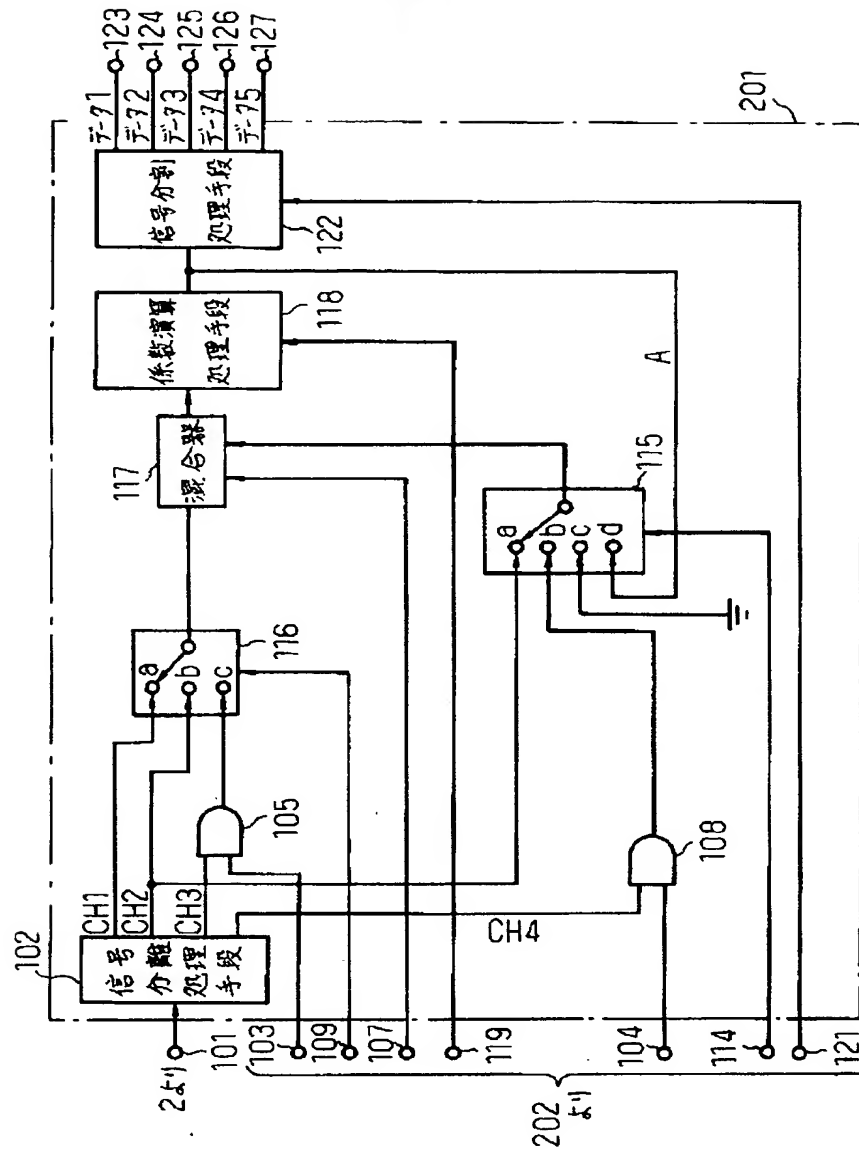 201
データ1
データ2
データ3
データ4
データ5
123
124
125
126
127
信号分割
処理手段
122
係数演算
処理手段
118
混合器
117
A
115
a
b
c
d
116
a
b
c
105
108
CH1
CH2
CH3
CH4
102
信号
分離
処理
手段
2より
101
103
109
107
119
104
114
121
202
より